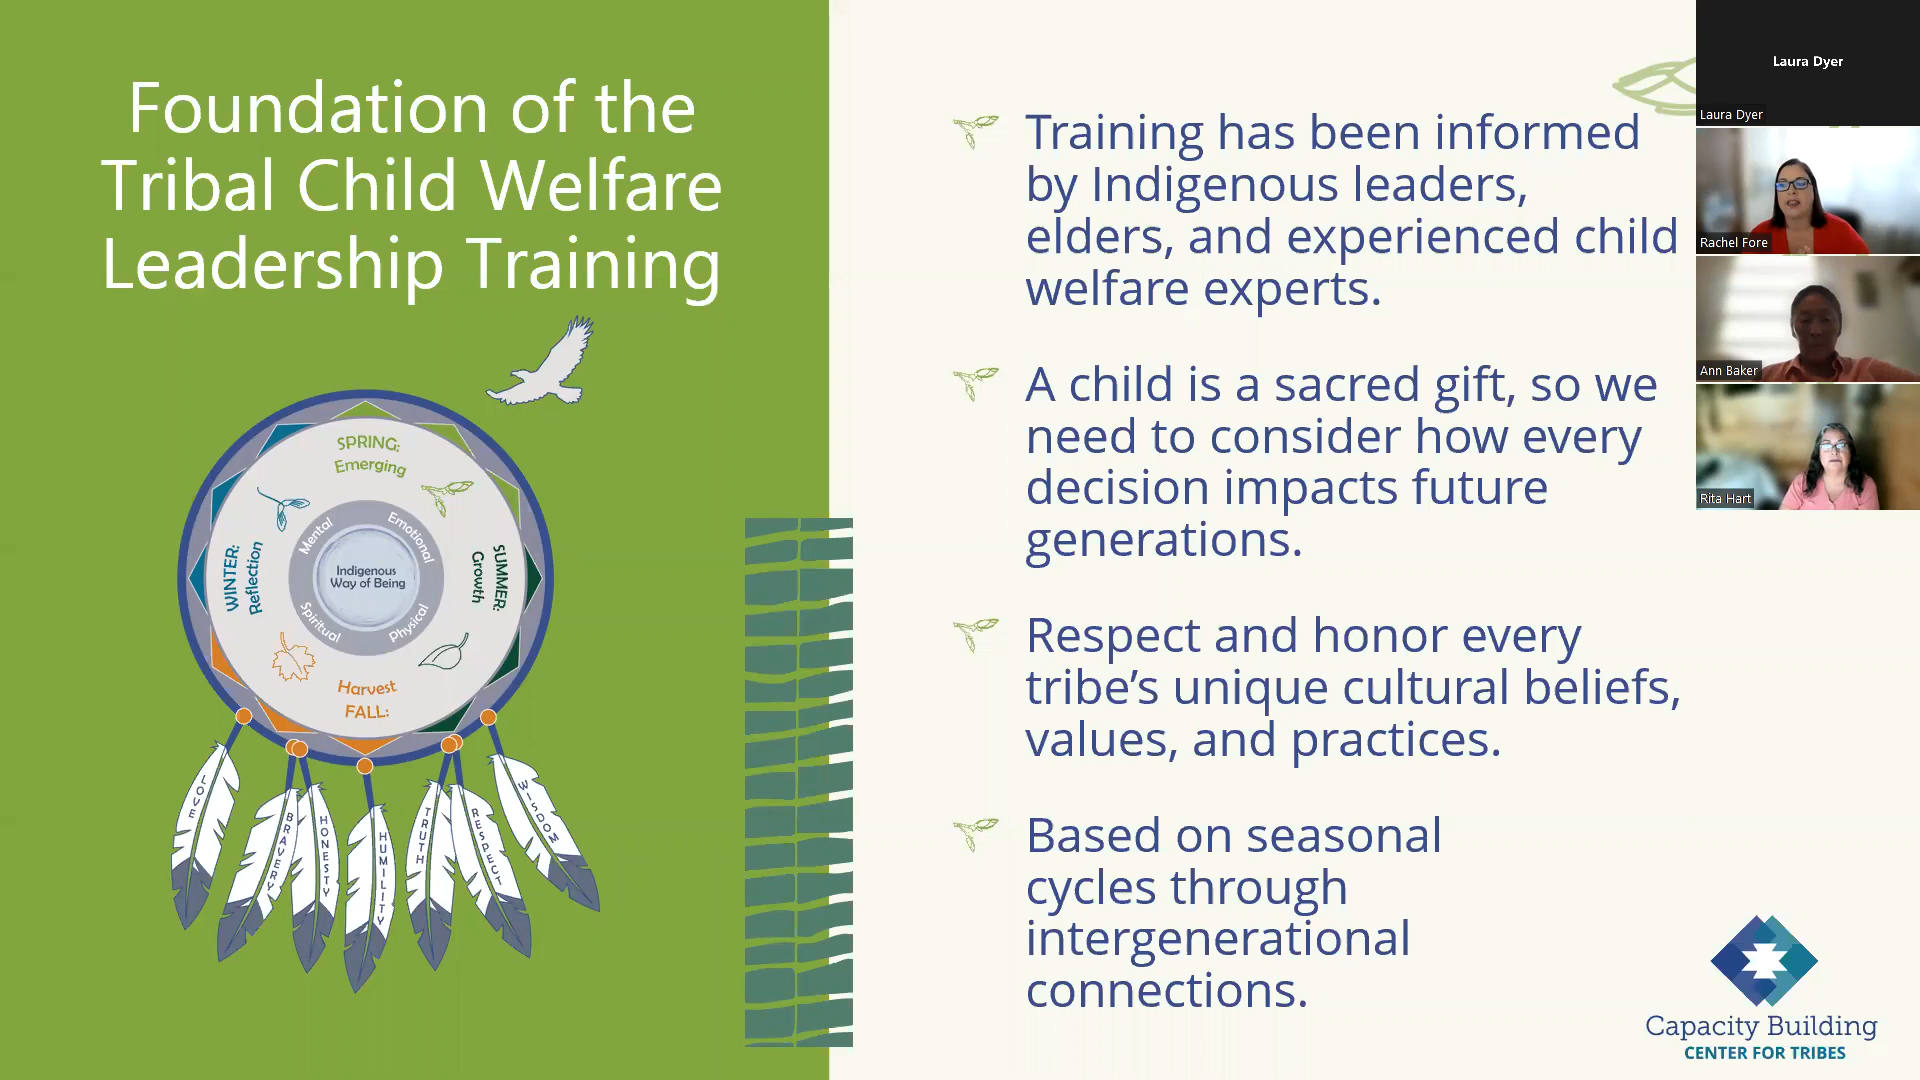 Foundation of the
Tribal Child Welfare
Leadership Training
SPRING:
Emerging
SUMMER:
Growth
Harvest
FALL:
WINTER:
Reflection
Mental
Emotional
Physical
Spiritual
Indigenous
Way of Being
LOVE
BRAVERY
HONESTY
HUMILITY
TRUTH
RESPECT
WISDOM
Training has been informed
by Indigenous leaders,
elders, and experienced child
welfare experts.
A child is a sacred gift, so we
need to consider how every
decision impacts future
generations.
Respect and honor every
tribe’s unique cultural beliefs,
values, and practices.
Based on seasonal
cycles through
intergenerational
connections.
Laura Dyer
Laura Dyer
Rachel Fore
Ann Baker
Rita Hart
Capacity Building
CENTER FOR TRIBES